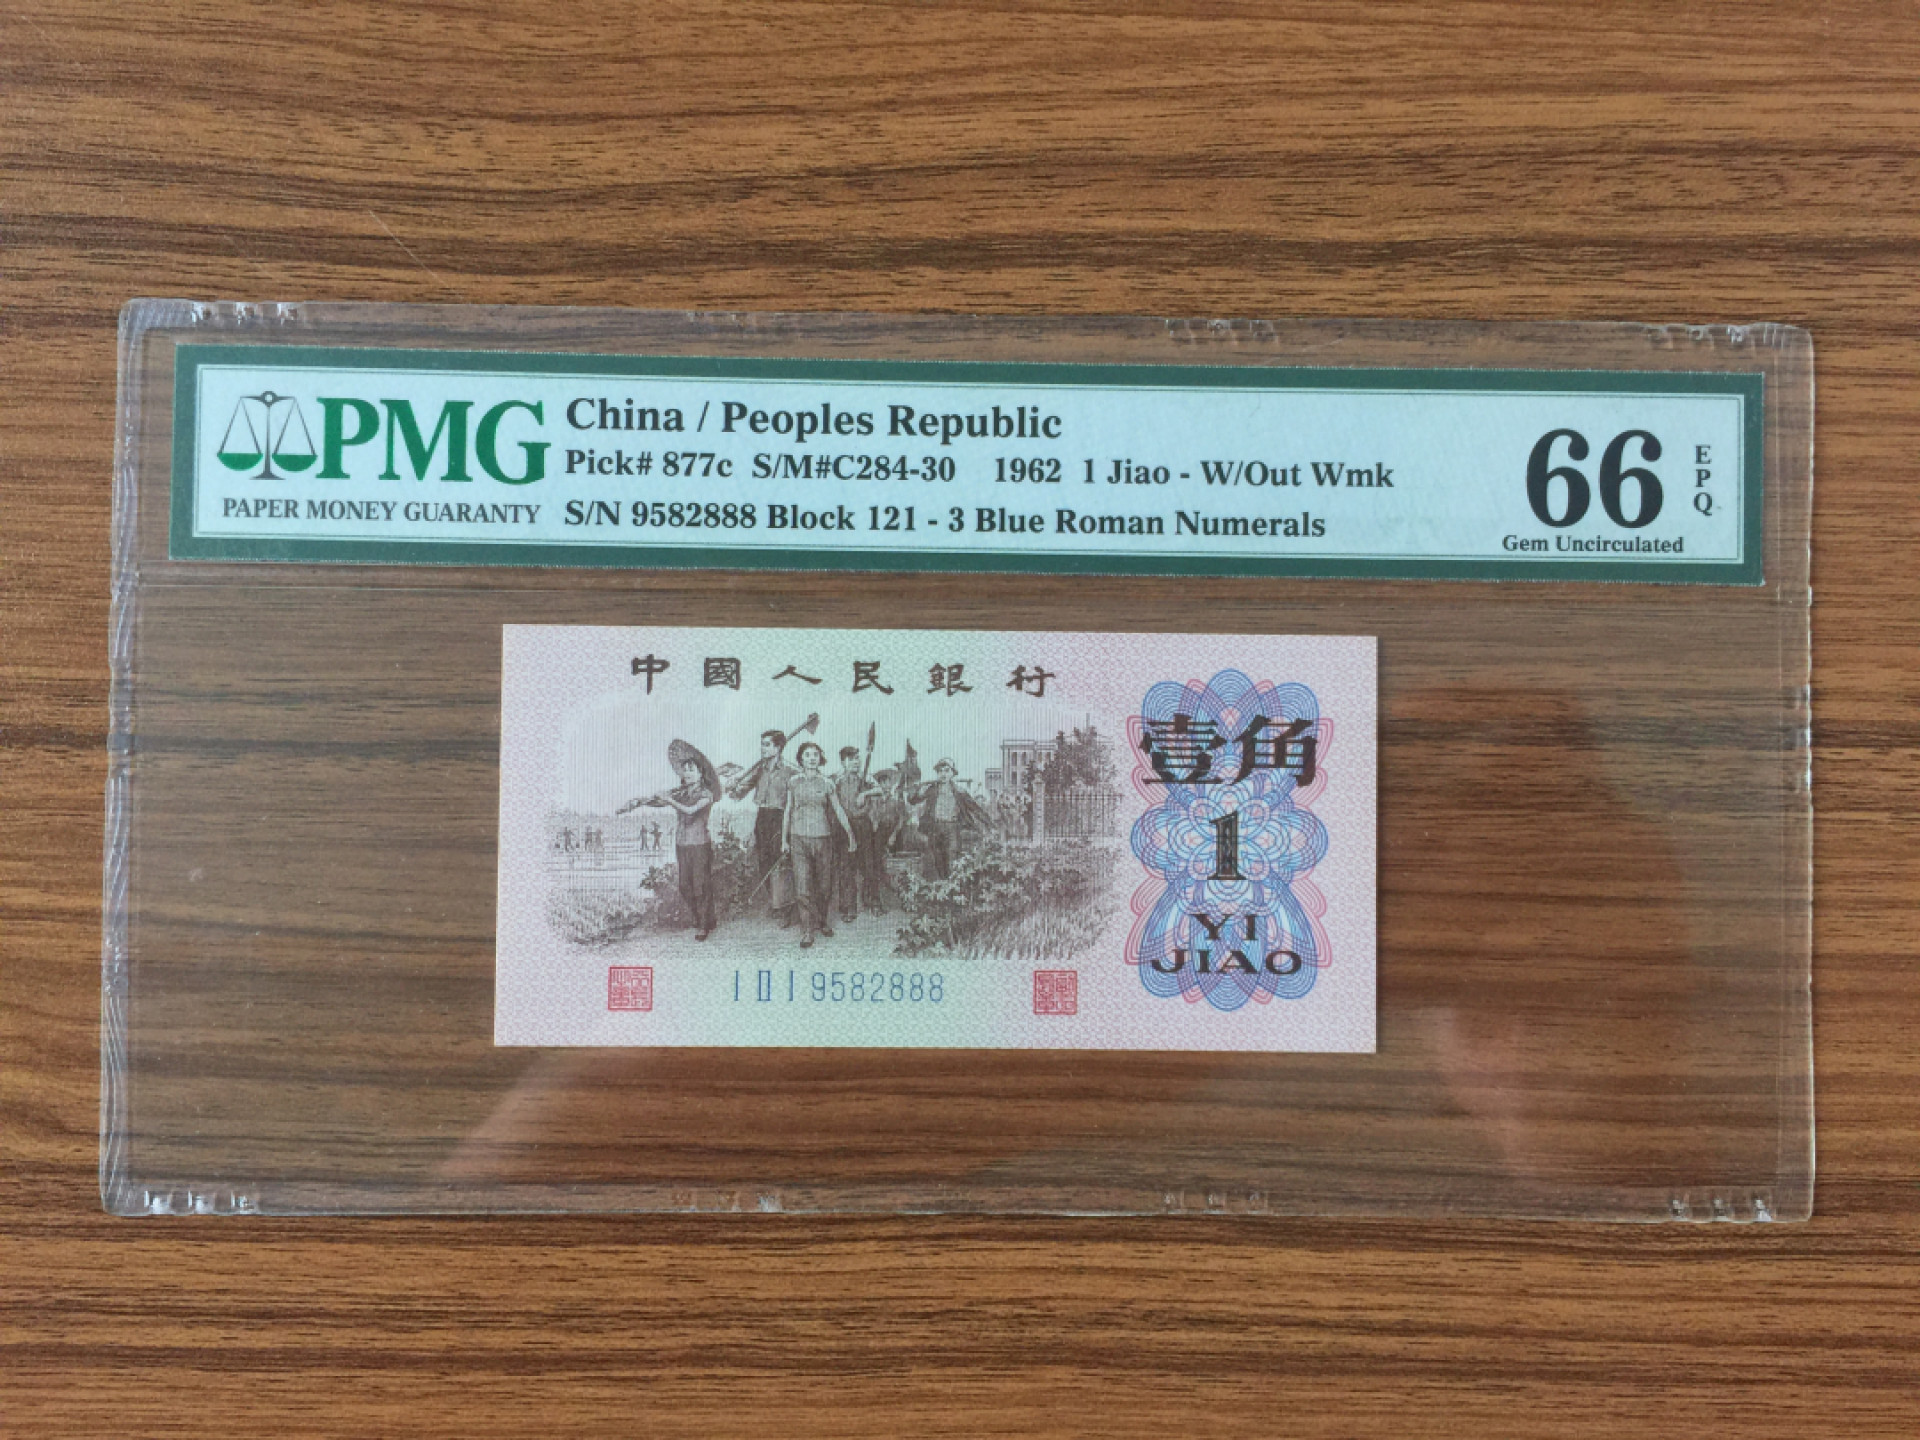 PMG
PAPER MONEY GUARANTY
China / Peoples Republic
Pick# 877c S/M#C284-30 1962 1 Jiao - W/Out Wmk
S/N 9582888 Block 121 - 3 Blue Roman Numerals
66
EPQ
Gem Uncirculated
中國人民銀行
壹角
1
YI
JIAO
I II I 9582888